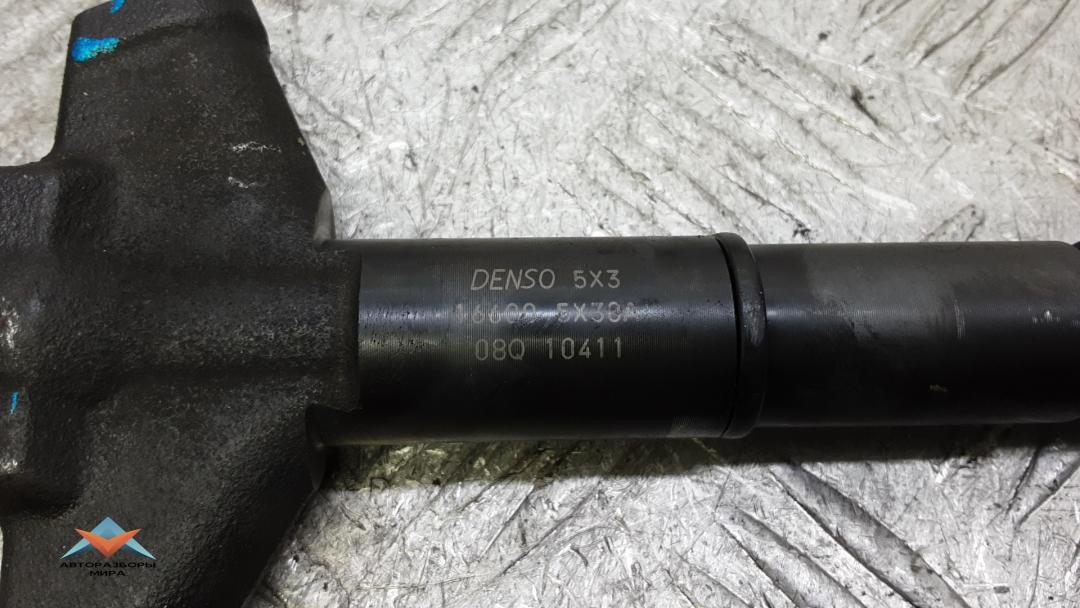 DENSO 5X3
16600 5X30A
08Q 10411
АВТОРАЗБОРЫ
МИРА